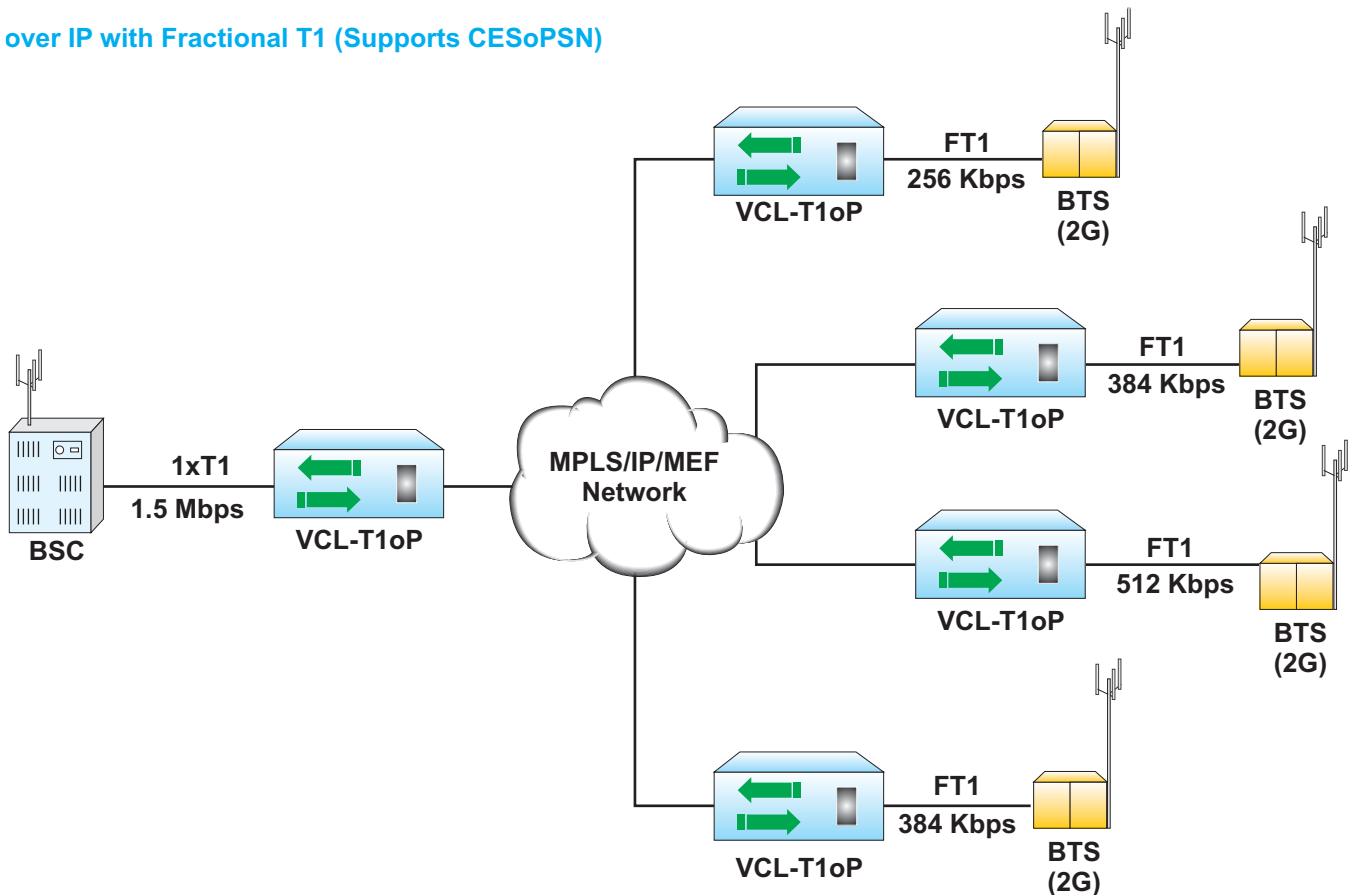 over IP with Fractional T1 (Supports CESoPSN)
FT1
256 Kbps
VCL-T1oP
BTS
(2G)
FT1
384 Kbps
VCL-T1oP
BTS
(2G)
1xT1
1.5 Mbps
BSC
VCL-T1oP
MPLS/IP/MEF
Network
FT1
512 Kbps
VCL-T1oP
BTS
(2G)
FT1
384 Kbps
VCL-T1oP
BTS
(2G)